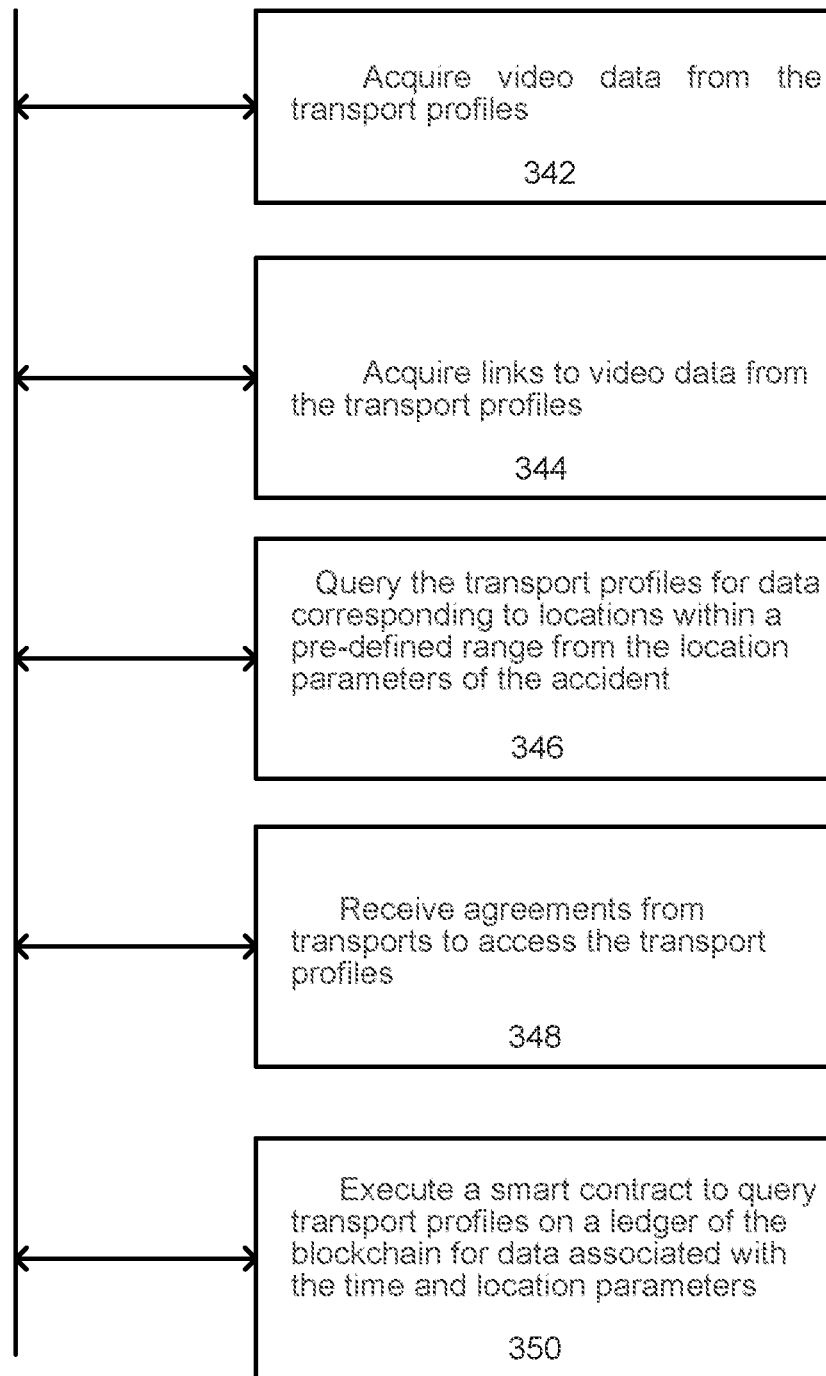 Acquire video data from the
transport profiles
342
Acquire links to video data from
the transport profiles
344
Query the transport profiles for data
corresponding to locations within a
pre-defined range from the location
parameters of the accident
346
Receive agreements from
transports to access the transport
profiles
348
Execute a smart contract to query
transport profiles on a ledger of the
blockchain for data associated with
the time and location parameters
350